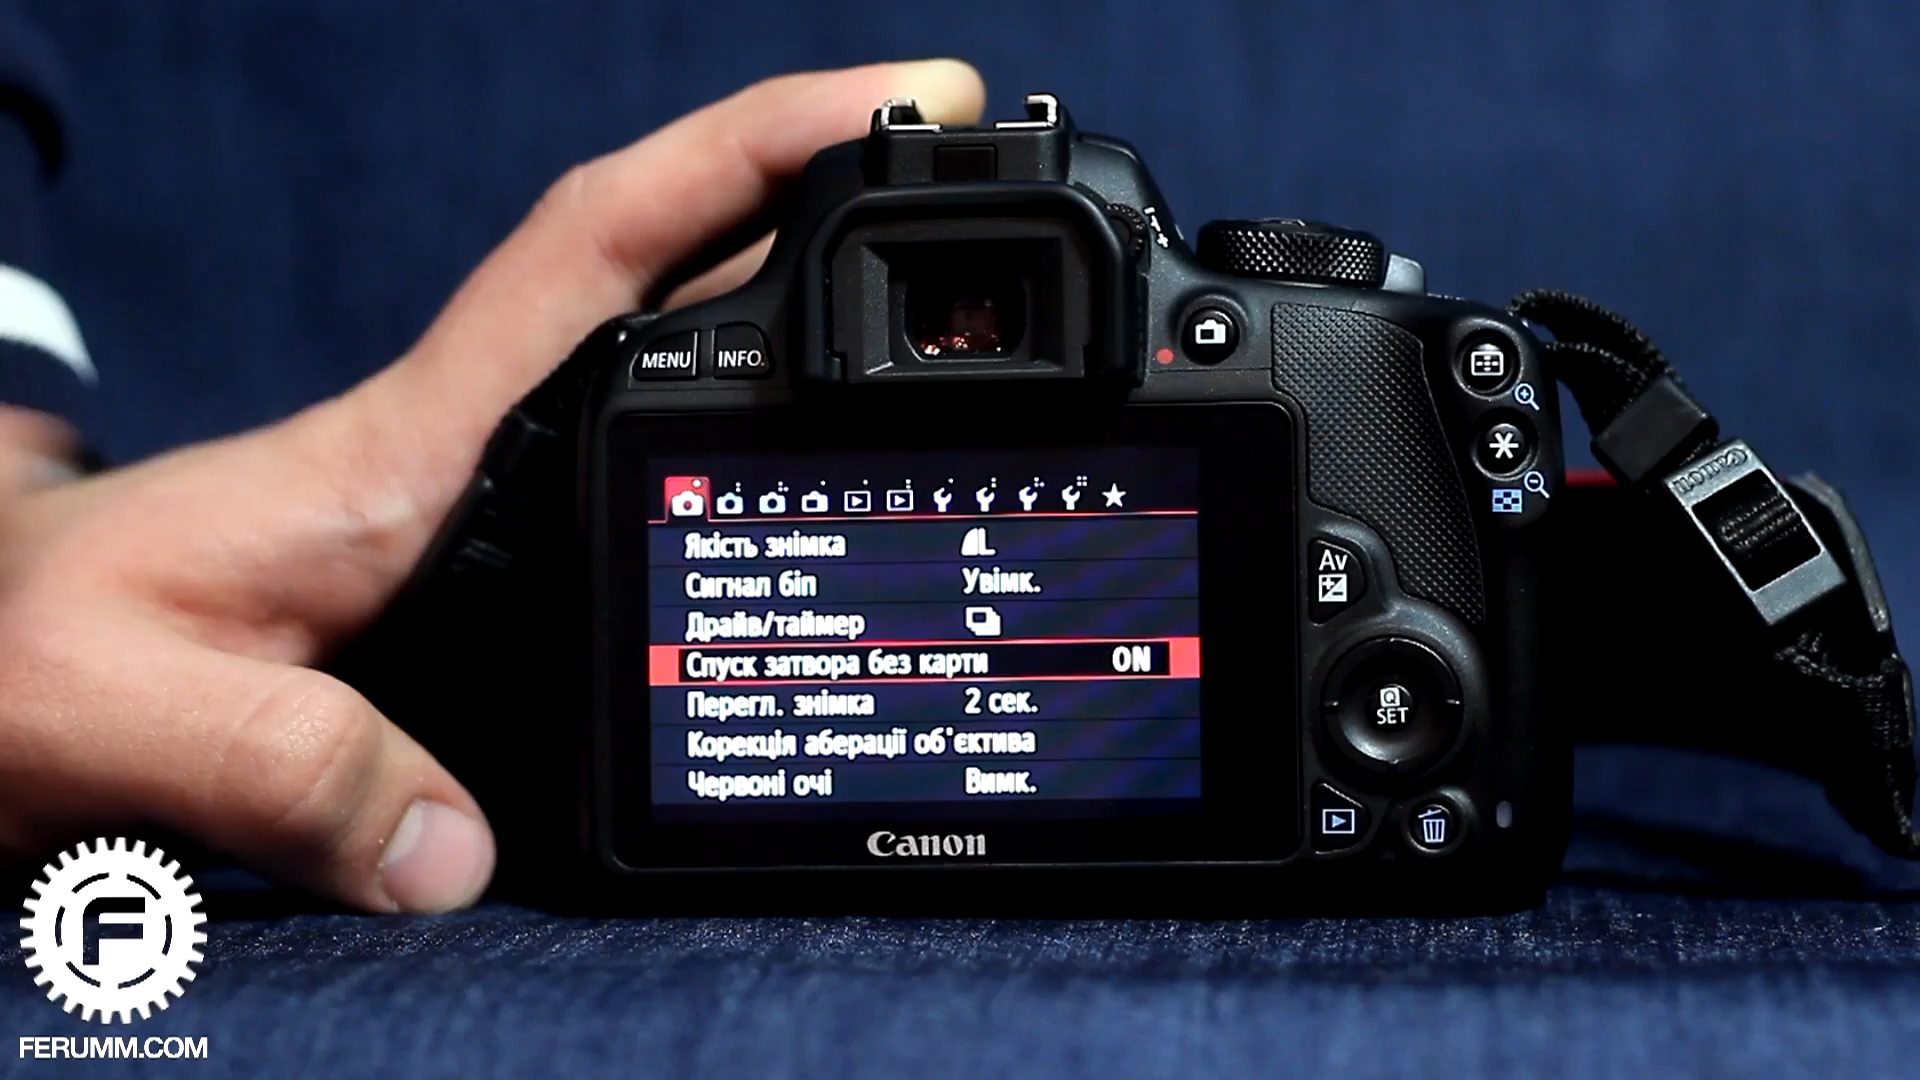 MENU
INFO.
Якість знімка L
Сигнал біп Увімк.
Драйв/таймер
Спуск затвора без карти ON
Перегл. знімка 2 сек.
Корекція аберації об'єктива
Червоні очі Вимк.
Canon
Av
Q
SET
Canon
F
FERUMM.COM